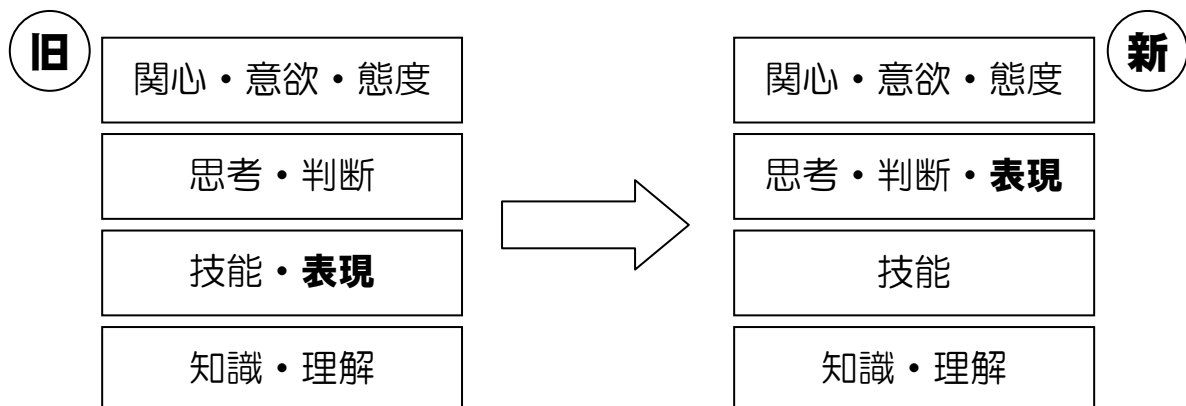 旧
関心・意欲・態度
思考・判断
技能・表現
知識・理解
新
関心・意欲・態度
思考・判断・表現
技能
知識・理解